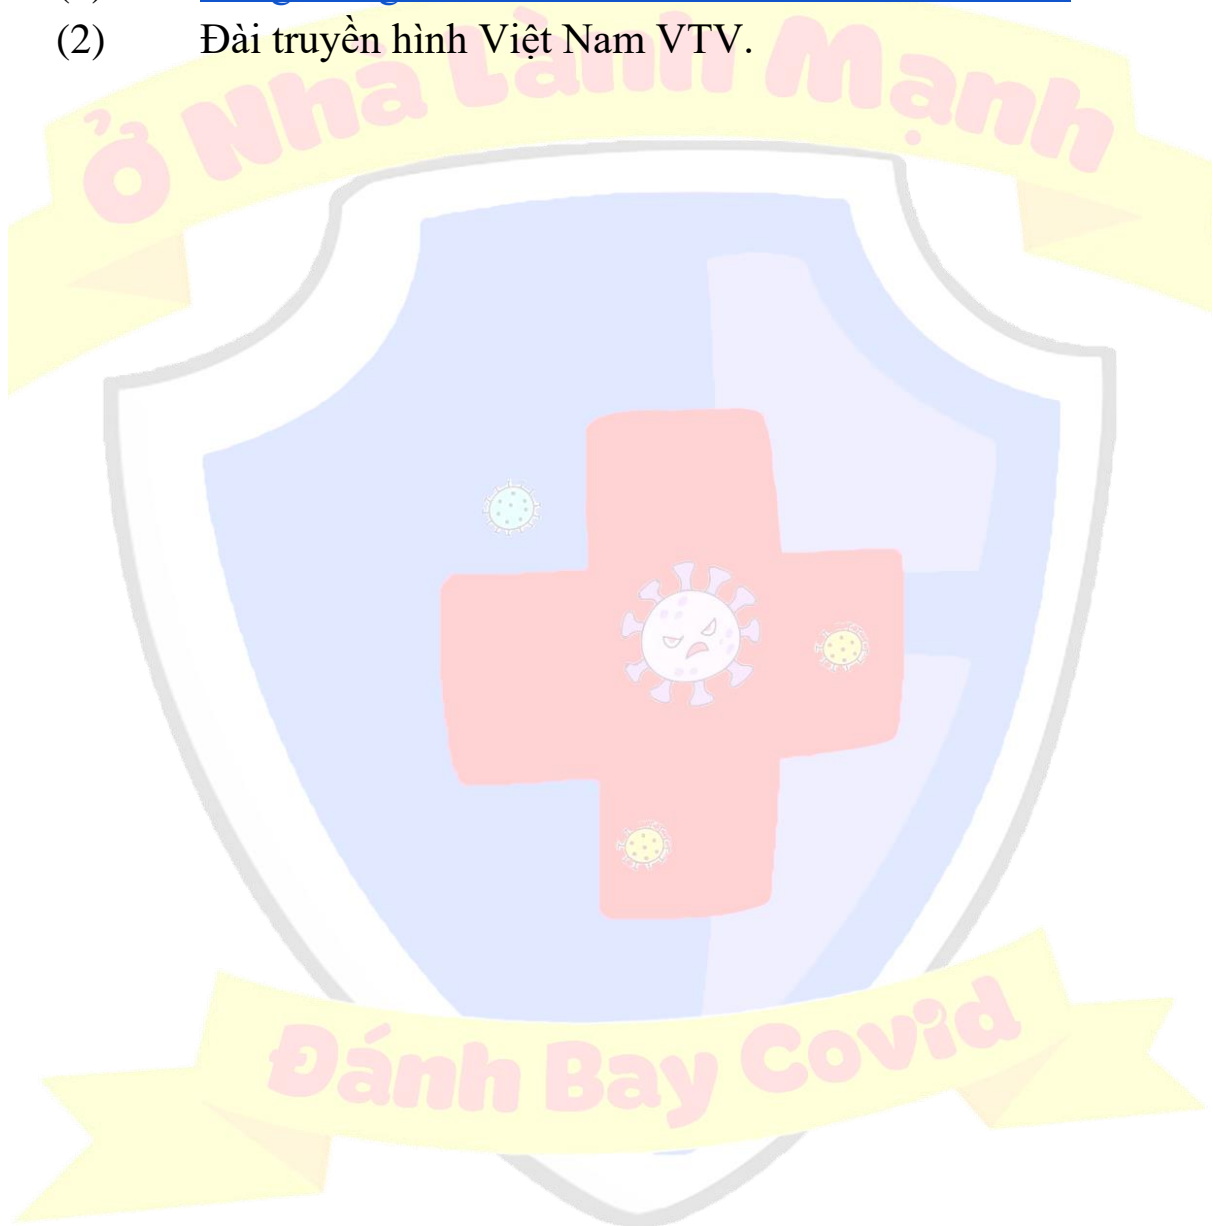 (2) Đài truyền hình Việt Nam VTV.
Ở Nhà Lành Mạnh
Đánh Bay Covid